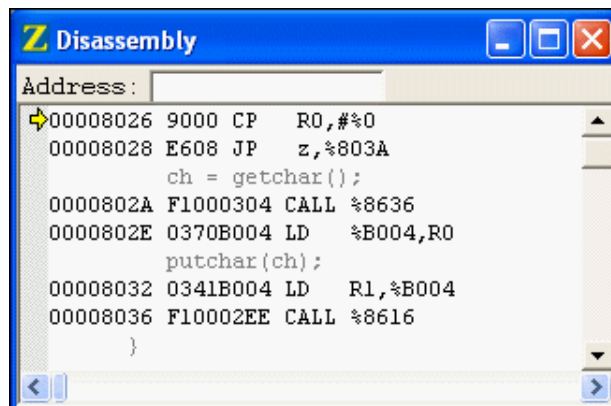 Z Disassembly
Address:
00008026 9000 CP R0,#%0
00008028 E608 JP z,%803A
ch = getchar();
0000802A F1000304 CALL %8636
0000802E 0370B004 LD %B004,R0
putchar(ch);
00008032 0341B004 LD R1,%B004
00008036 F10002EE CALL %8616
}